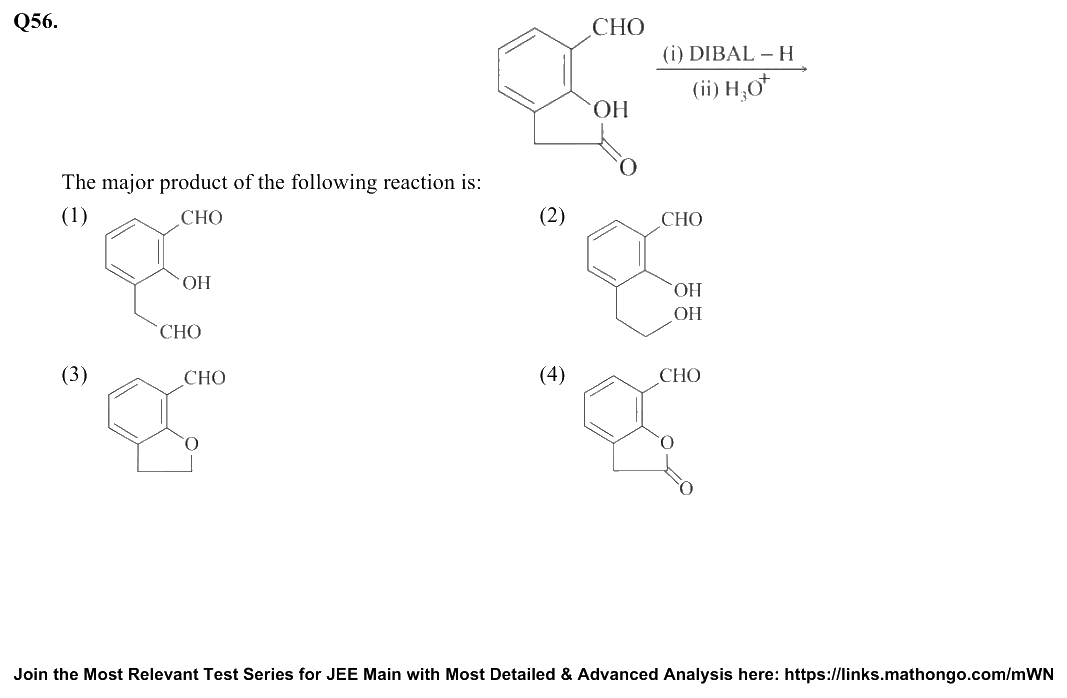 Q56.
CHO
(i) DIBAL – H
(ii) H₃O⁺
OH
O
The major product of the following reaction is:
(1)
CHO
OH
CHO
(2)
CHO
OH
OH
(3)
CHO
O
(4)
CHO
O
O
Join the Most Relevant Test Series for JEE Main with Most Detailed & Advanced Analysis here: https://links.mathongo.com/mWN